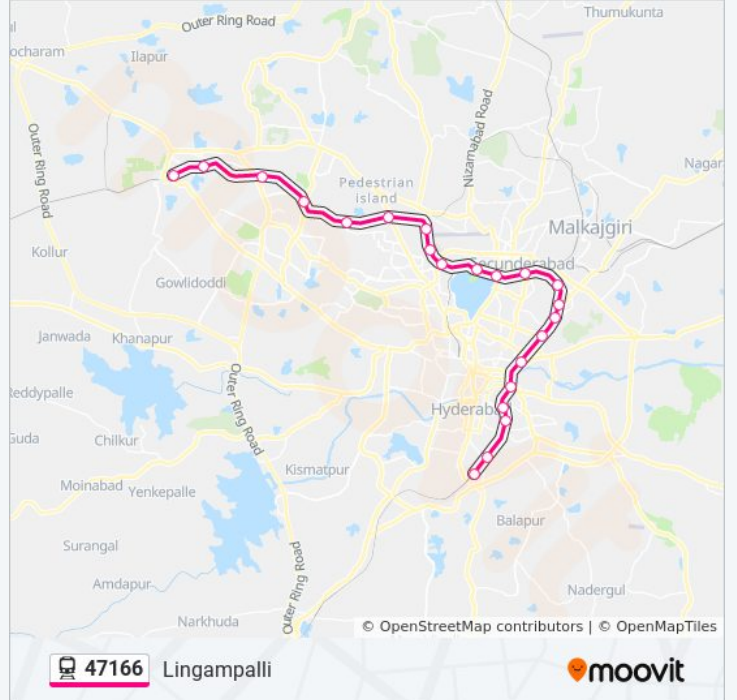 Outer Ring Road
Thumukunta
ocharam
Ilapur
Outer Ring Road
Nizamabad Road
Nagar
Pedestrian
island
Malkajgiri
Kollur
Secunderabad
Gowlidoddi
Janwada
Khanapur
Reddypalle
Outer Ring Road
Hyderabad
Guda
Chilkur
Kismatpur
Moinabad
Yenkepalle
Balapur
Surangal
Outer Ring Road
Amdapur
Nadergul
Narkhuda
© OpenStreetMap contributors | © OpenMapTiles
47166 Lingampalli
moovit